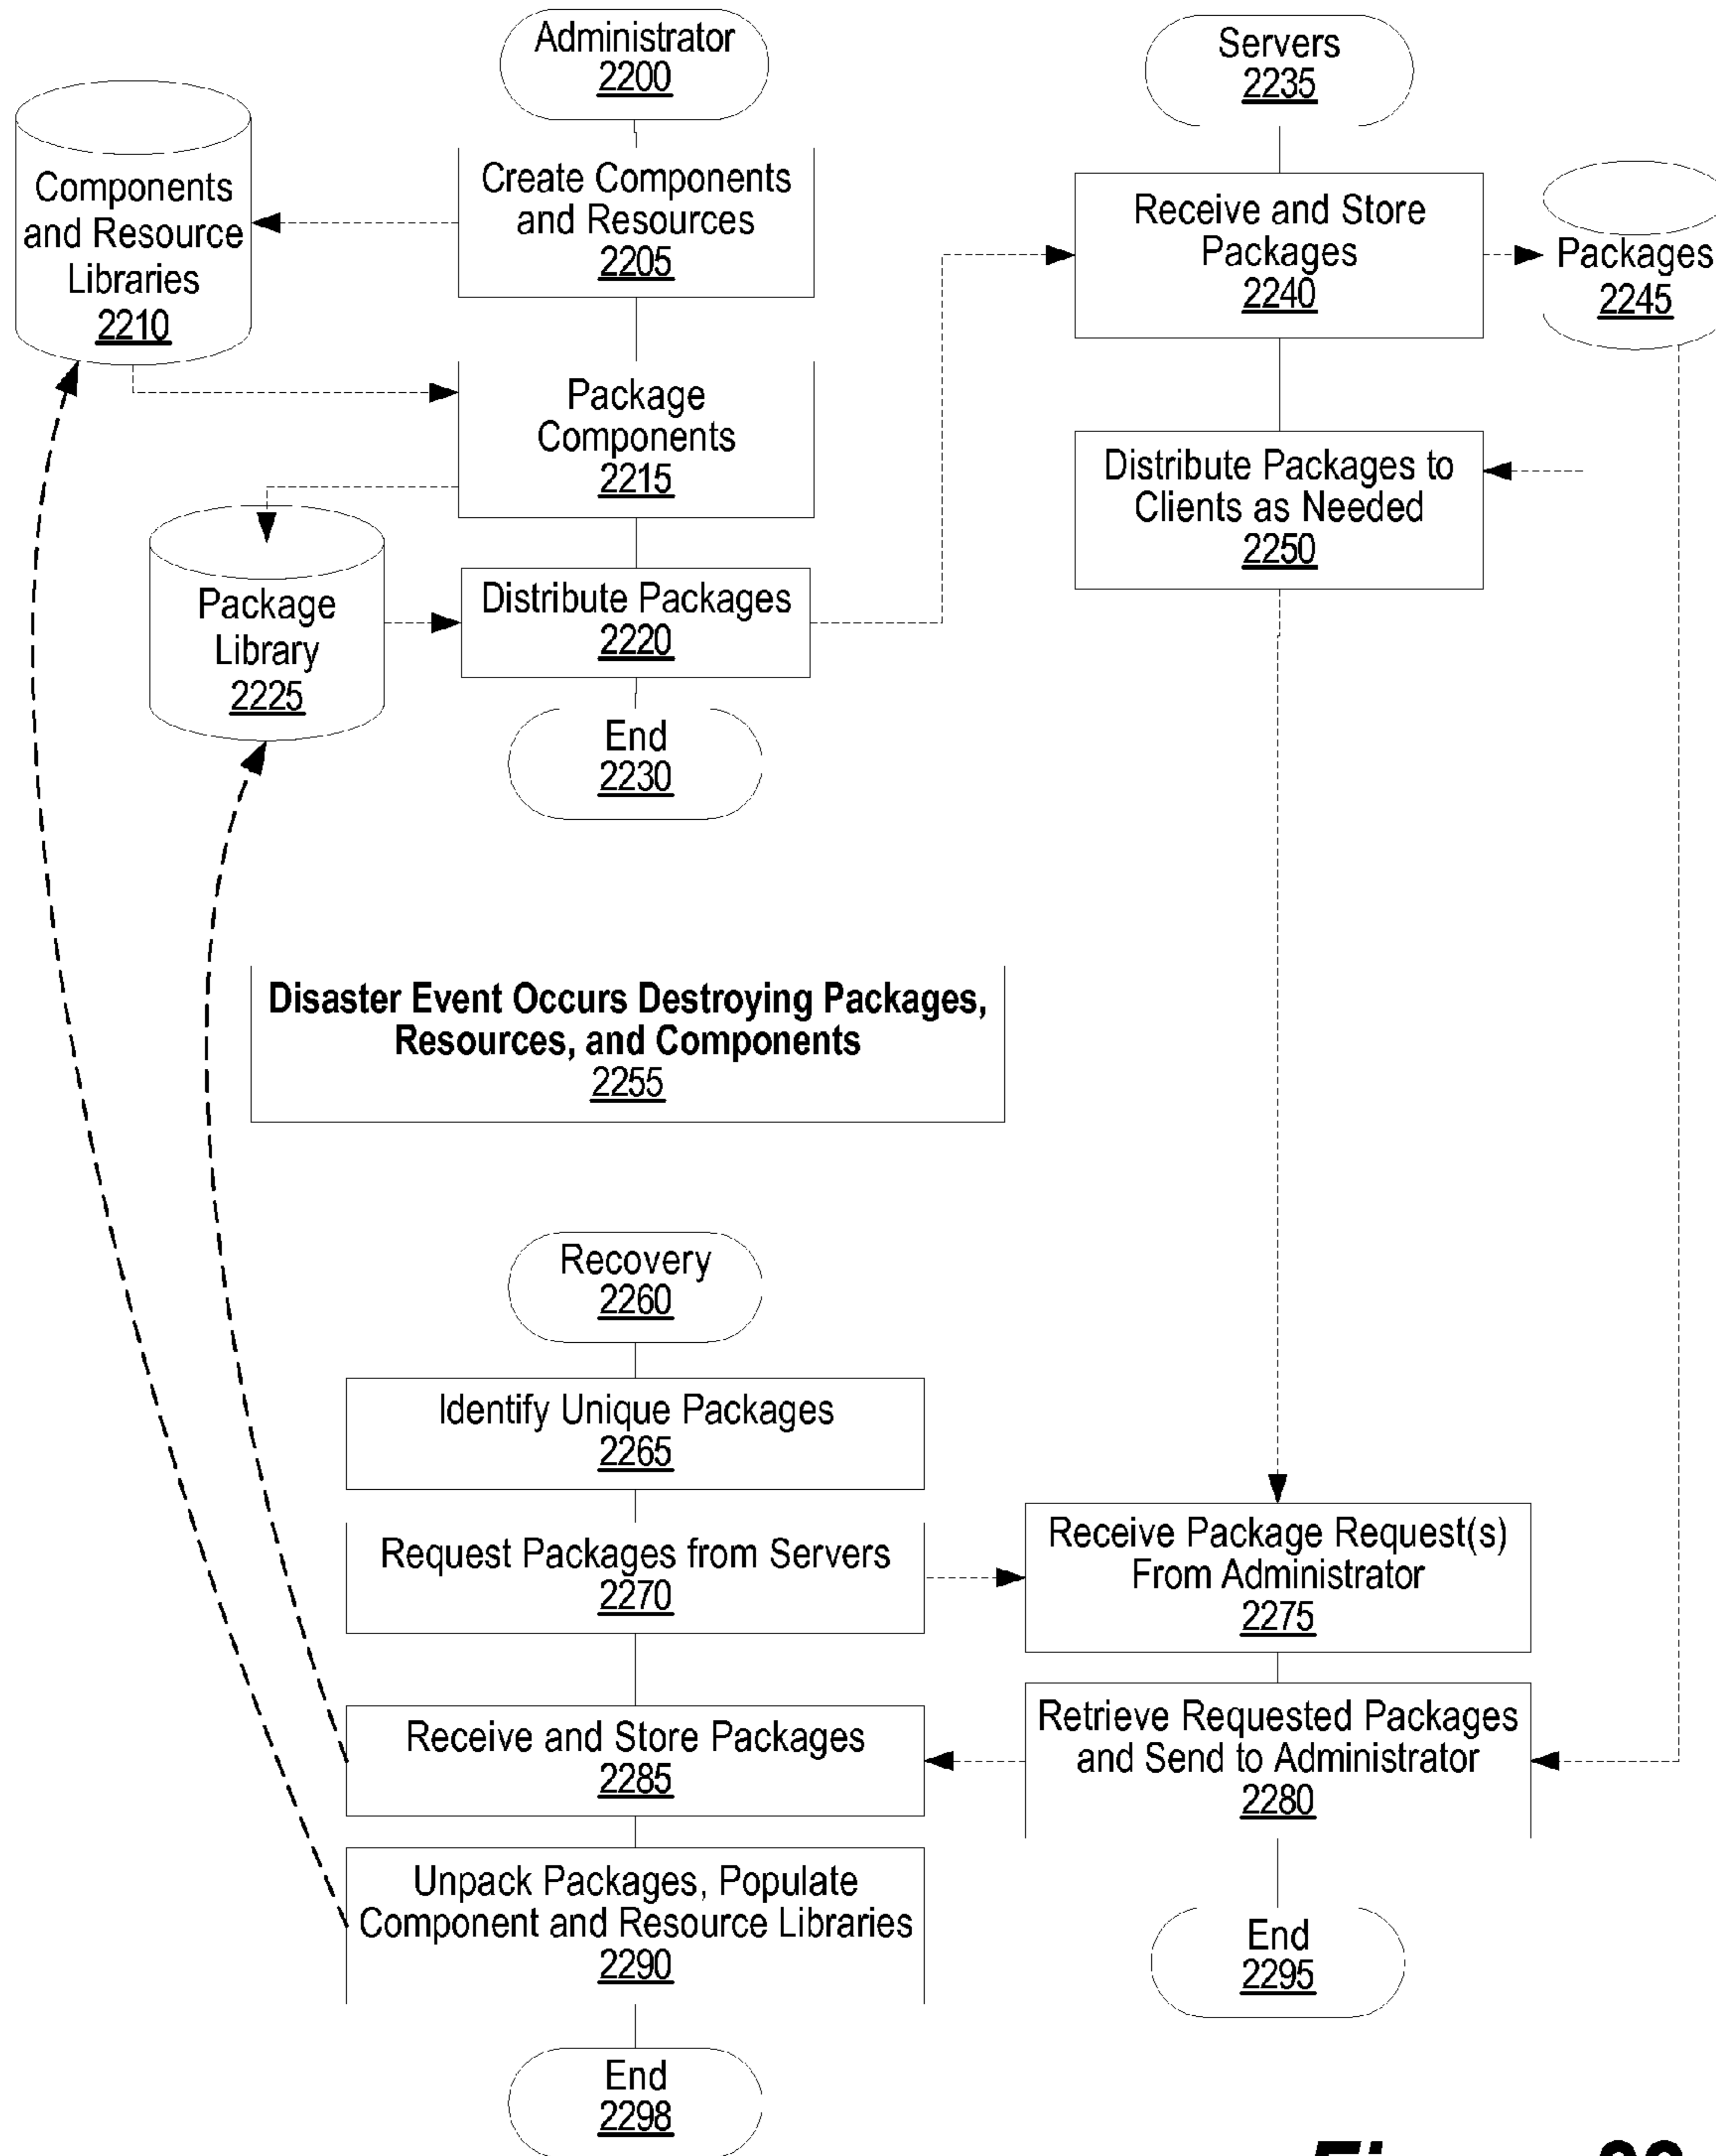 Administrator
2200
Servers
2235
Components
and Resource
Libraries
2210
Create Components
and Resources
2205
Receive and Store
Packages
2240
Packages
2245
Package
Components
2215
Distribute Packages to
Clients as Needed
2250
Package
Library
2225
Distribute Packages
2220
End
2230
Disaster Event Occurs Destroying Packages,
Resources, and Components
2255
Recovery
2260
Identify Unique Packages
2265
Request Packages from Servers
2270
Receive Package Request(s)
From Administrator
2275
Receive and Store Packages
2285
Retrieve Requested Packages
and Send to Administrator
2280
Unpack Packages, Populate
Component and Resource Libraries
2290
End
2295
End
2298